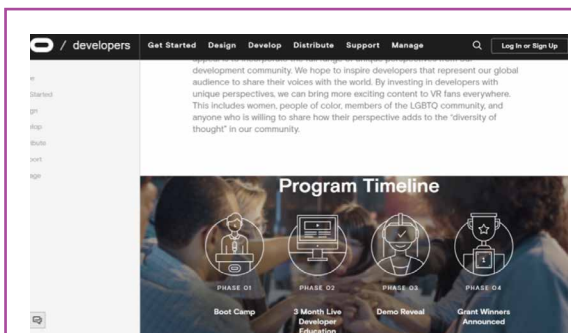 / developers Get Started Design Develop Distribute Support Manage Log In or Sign Up
development community. We hope to inspire developers that represent our global
audience to share their voices with the world. By investing in developers with
unique perspectives, we can bring more exciting content to VR fans everywhere.
This includes women, people of color, members of the LGBTQ community, and
anyone who is willing to share how their perspective adds to the “diversity of
thought” in our community.
Started
Program Timeline
1
PHASE 01 PHASE 02 PHASE 03 PHASE 04
Boot Camp 3 Month Live Demo Reveal Grant Winners
Developer Announced
Education